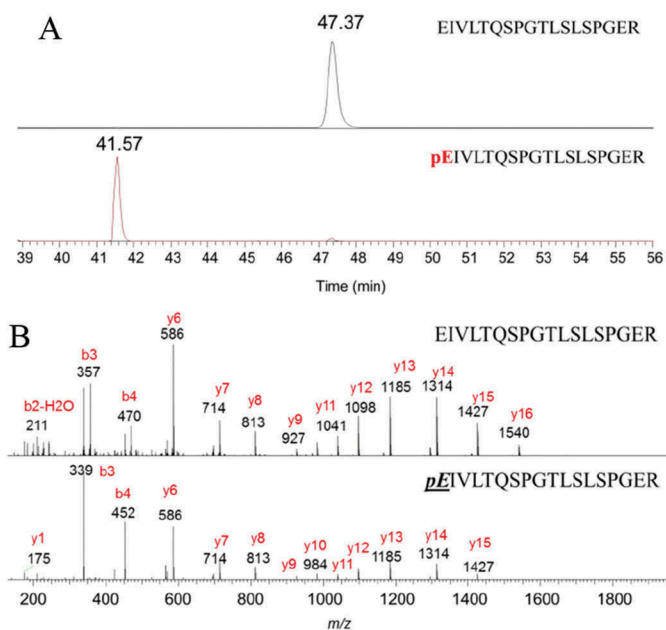 A
47.37
EIVLTQSPGTLSLSPGER
41.57
pEIVLTQSPGTLSLSPGER
39 40 41 42 43 44 45 46 47 48 49 50 51 52 53 54 55 56
Time (min)
B
EIVLTQSPGTLSLSPGER
b2-H2O
211
b3
357
b4
470
y6
586
y7
714
y8
813
y9
927
y11
1041
y12
1098
y13
1185
y14
1314
y15
1427
y16
1540
pEIVLTQSPGTLSLSPGER
y1
175
339 b3
b4
452
y6
586
y7
714
y8
813
y9
y10
984
y11
y12
y13
1185
y14
1314
y15
1427
200 400 600 800 1000 1200 1400 1600 1800
m/z